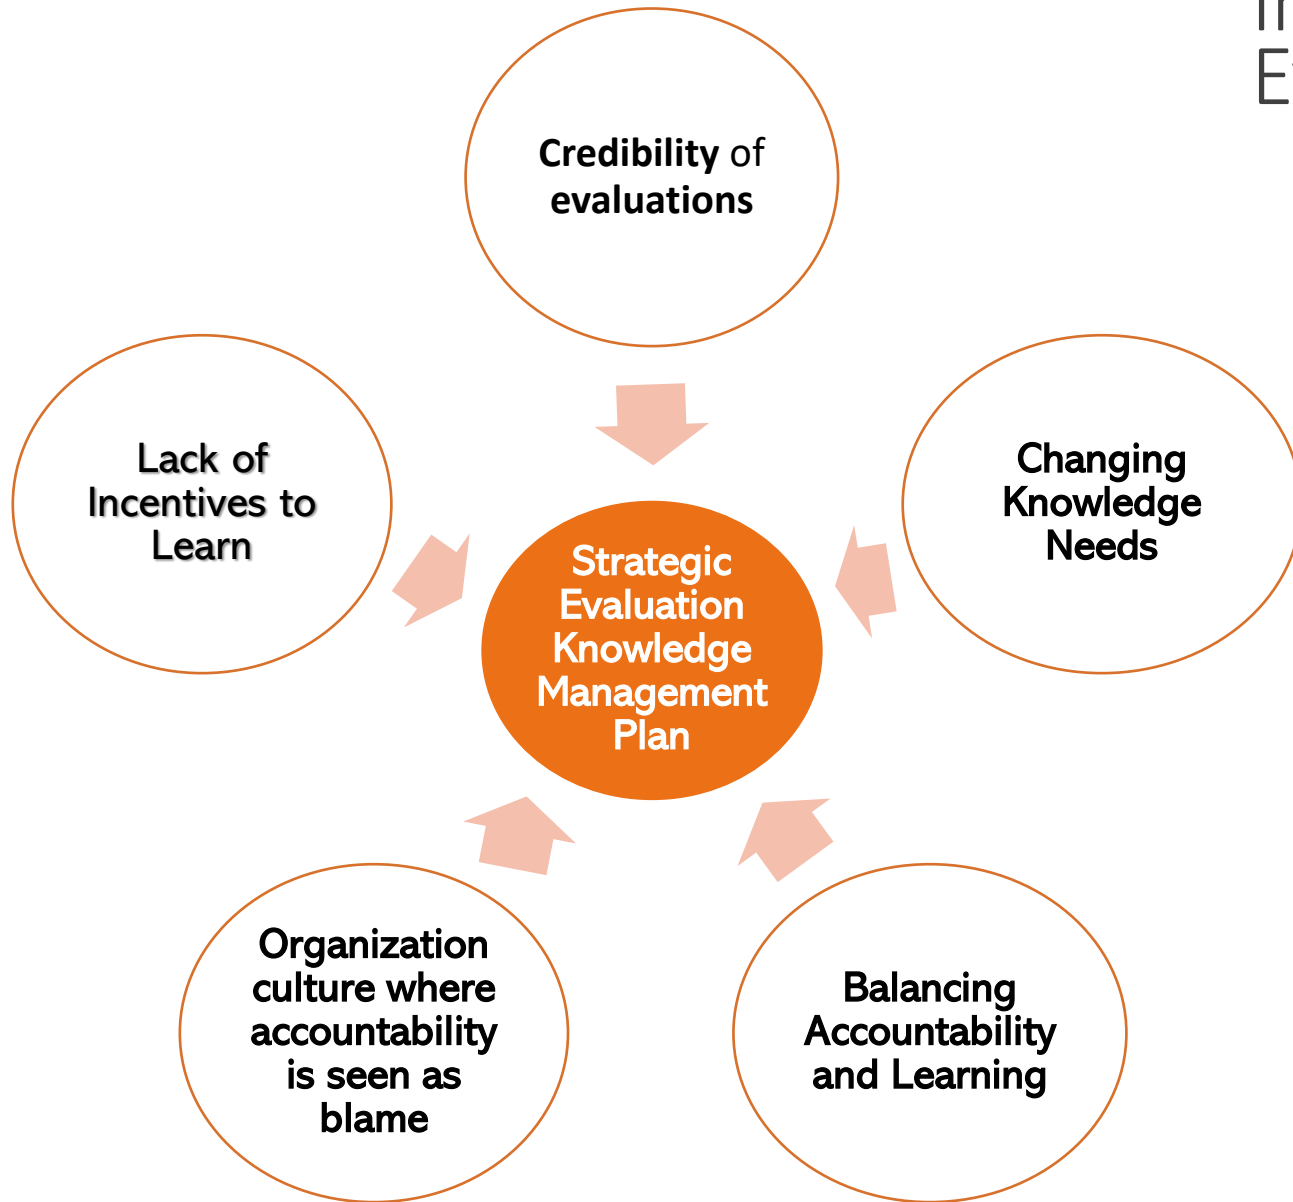 Credibility of
evaluations
Lack of
Incentives to
Learn
Changing
Knowledge
Needs
Strategic
Evaluation
Knowledge
Management
Plan
Organization
culture where
accountability
is seen as
blame
Balancing
Accountability
and Learning